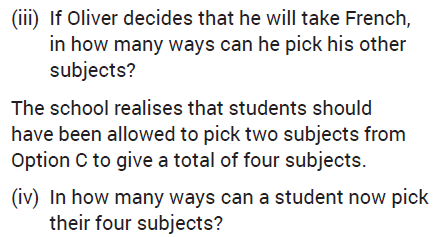 (iii) If Oliver decides that he will take French,
in how many ways can he pick his other
subjects?
The school realises that students should
have been allowed to pick two subjects from
Option C to give a total of four subjects.
(iv) In how many ways can a student now pick
their four subjects?